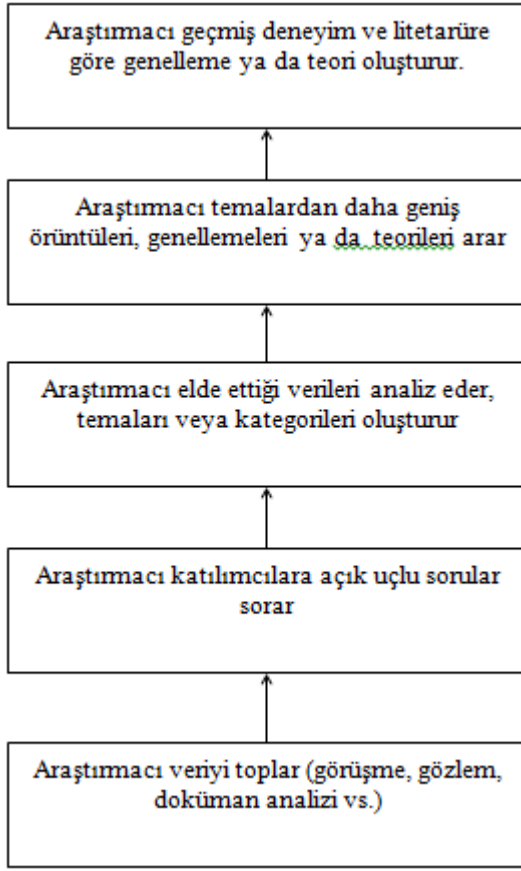 Araştırmacı geçmiş deneyim ve litetarüre
göre genelleme ya da teori oluşturur.
Araştırmacı temalardan daha geniş
örüntüleri, genellemeleri ya da teorileri arar
Araştırmacı elde ettiği verileri analiz eder,
temaları veya kategorileri oluşturur
Araştırmacı katılımcılara açık uçlu sorular
sorar
Araştırmacı veriyi toplar (görüşme, gözlem,
doküman analizi vs.)